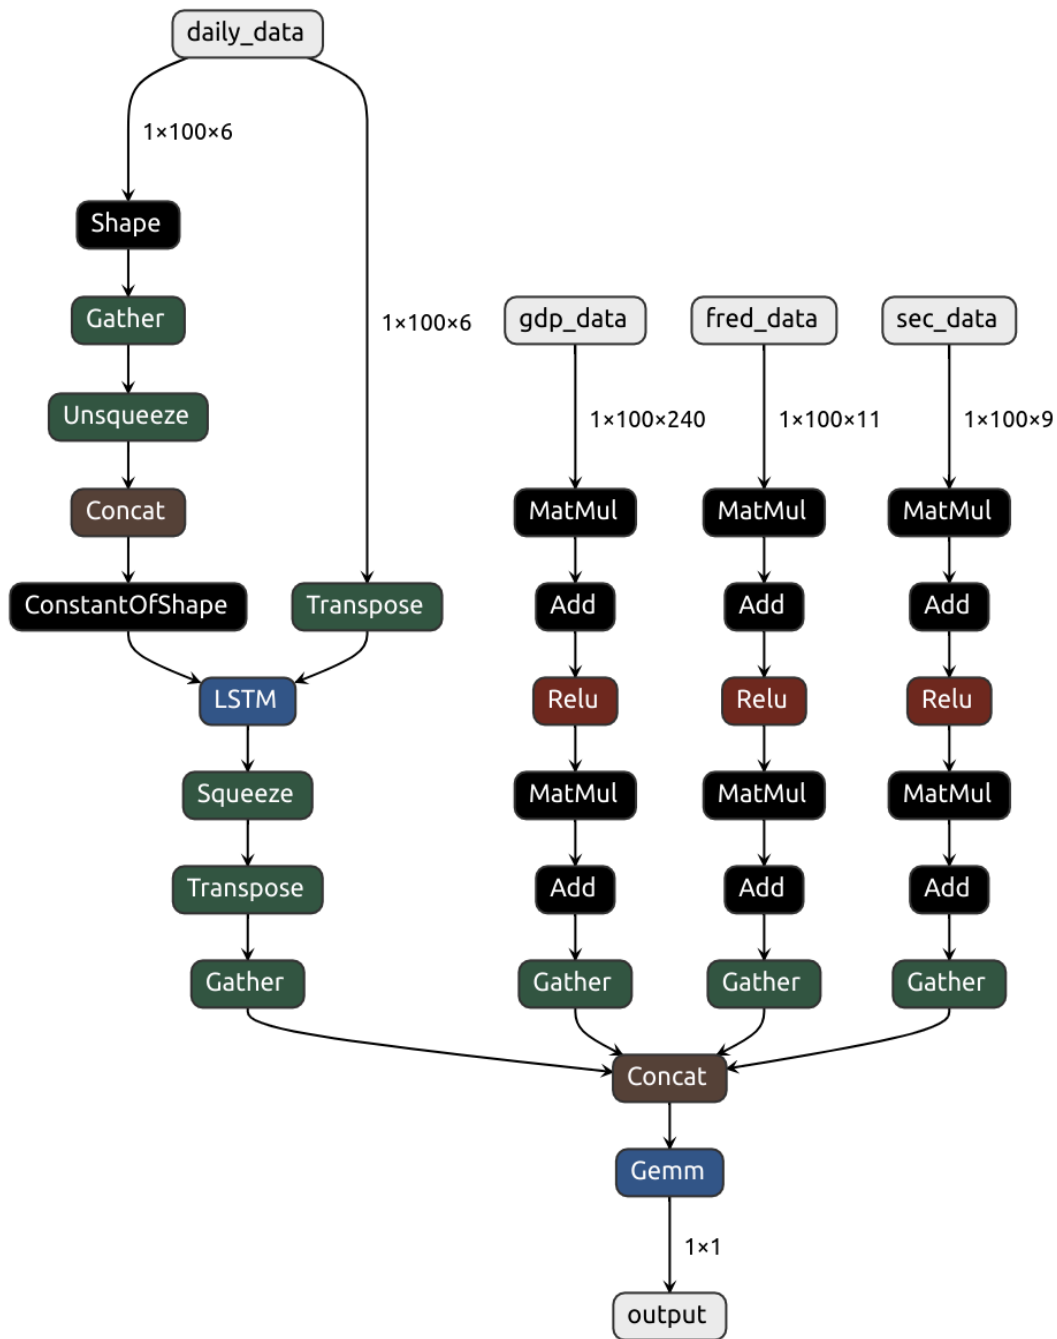 daily_data
1×100×6
Shape
Gather
gdp_data
fred_data
sec_data
1×100×6
Unsqueeze
1×100×240
1×100×11
1×100×9
Concat
MatMul
MatMul
MatMul
ConstantOfShape
Transpose
Add
Add
Add
LSTM
Relu
Relu
Relu
Squeeze
MatMul
MatMul
MatMul
Transpose
Add
Add
Add
Gather
Gather
Gather
Gather
Concat
Gemm
1×1
output